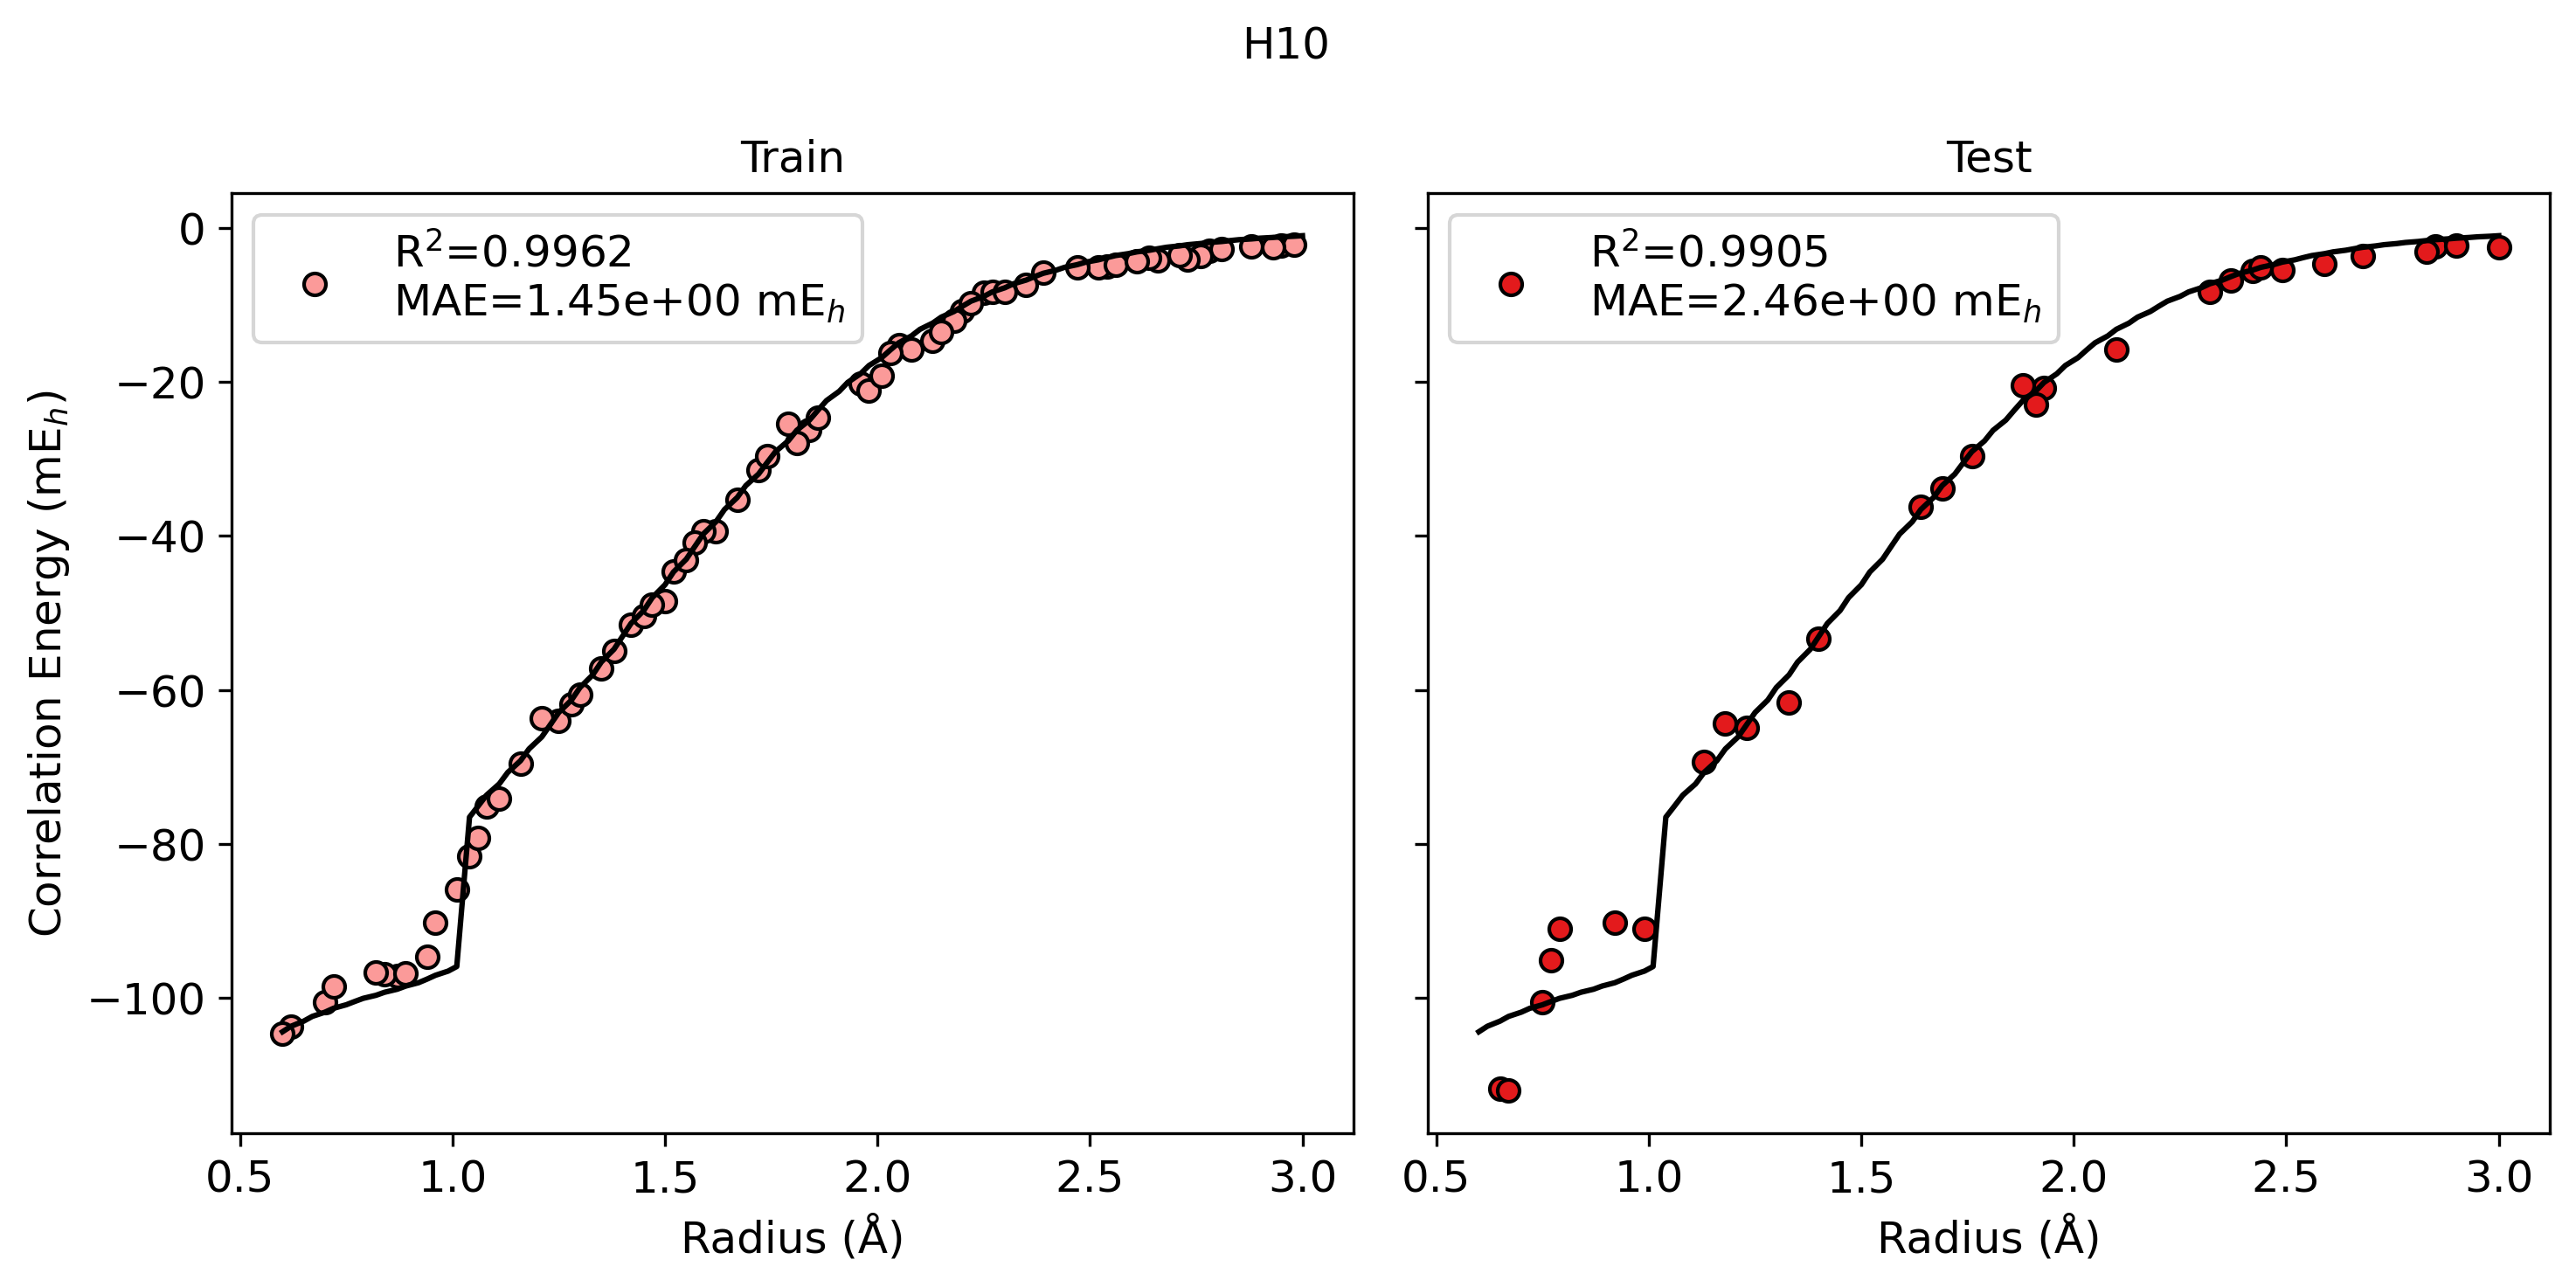 H10
Train
Test
R²=0.9962
MAE=1.45e+00 mEₕ
R²=0.9905
MAE=2.46e+00 mEₕ
Correlation Energy (mEₕ)
0
−20
−40
−60
−80
−100
0.5 1.0 1.5 2.0 2.5 3.0
0.5 1.0 1.5 2.0 2.5 3.0
Radius (Å)
Radius (Å)